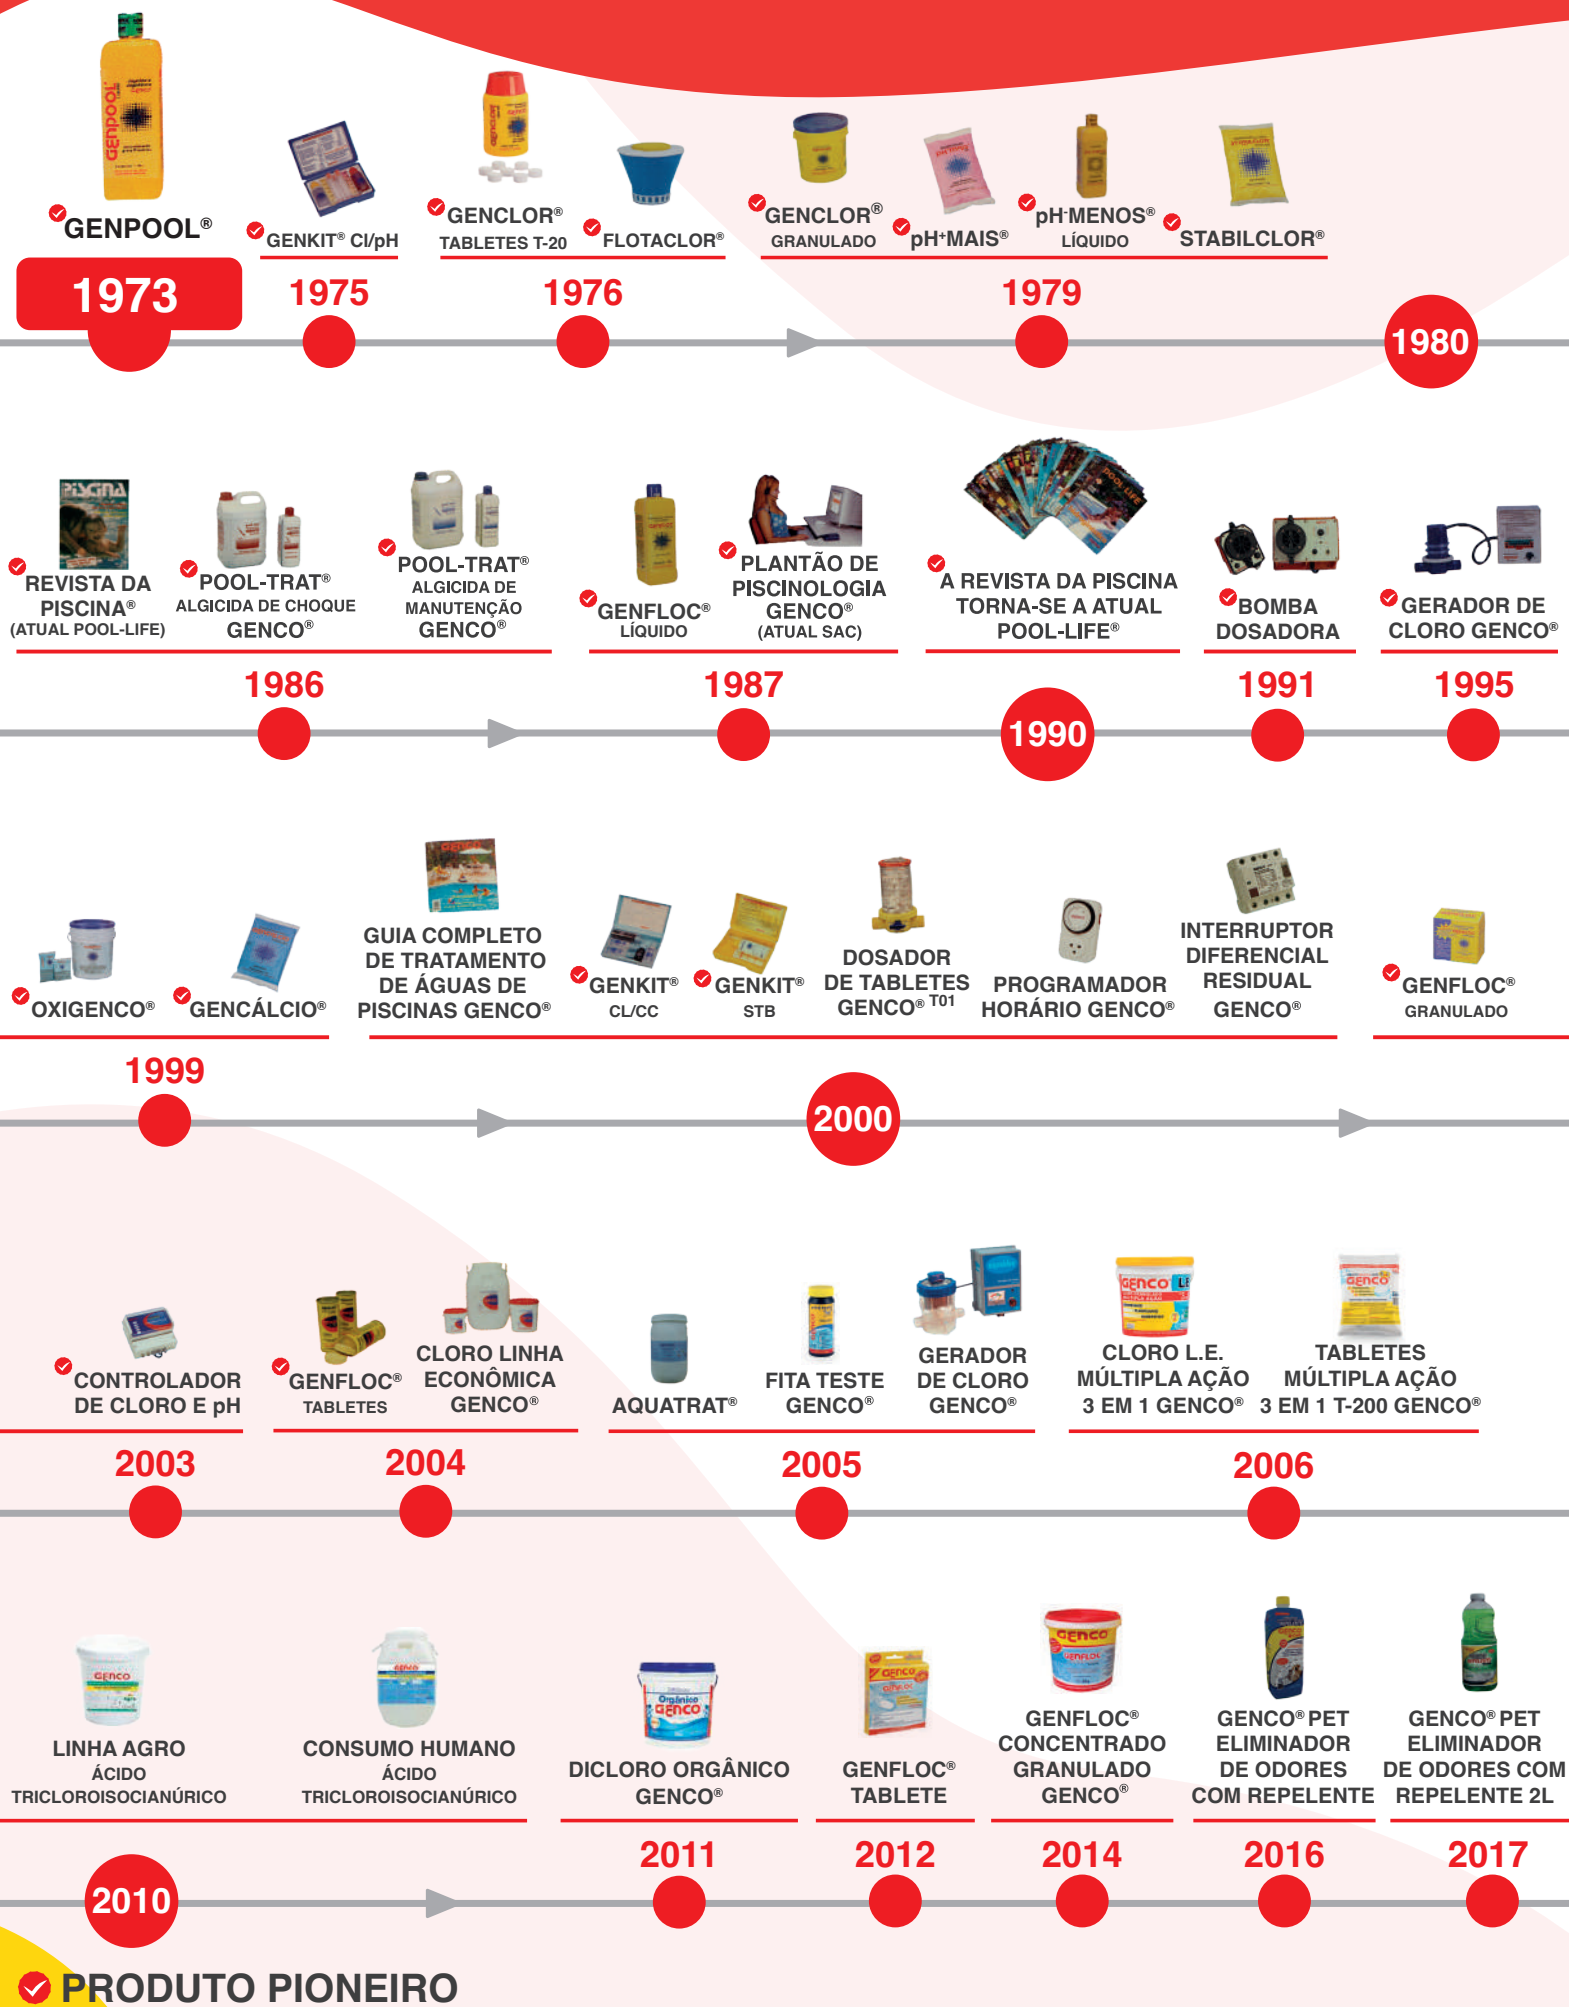 GENPOOL®
1973
GENKIT® Cl/pH
1975
GENCLOR®
TABLETES T-20
FLOTACLOR®
1976
GENCLOR®
GRANULADO
pH+MAIS®
pH-MENOS®
LÍQUIDO
STABILCLOR®
1979
1980
REVISTA DA
PISCINA®
(ATUAL POOL-LIFE)
POOL-TRAT®
ALGICIDA DE CHOQUE
GENCO®
POOL-TRAT®
ALGICIDA DE
MANUTENÇÃO
GENCO®
1986
GENFLOC®
LÍQUIDO
PLANTÃO DE
PISCINOLOGIA
GENCO®
(ATUAL SAC)
1987
A REVISTA DA PISCINA
TORNA-SE A ATUAL
POOL-LIFE®
1990
BOMBA
DOSADORA
1991
GERADOR DE
CLORO GENCO®
1995
OXIGENCO®
GENCÁLCIO®
1999
GUIA COMPLETO
DE TRATAMENTO
DE ÁGUAS DE
PISCINAS GENCO®
GENKIT®
CL/CC
GENKIT®
STB
DOSADOR
DE TABLETES
GENCO® T01
PROGRAMADOR
HORÁRIO GENCO®
INTERRUPTOR
DIFERENCIAL
RESIDUAL
GENCO®
2000
GENFLOC®
GRANULADO
CONTROLADOR
DE CLORO E pH
2003
GENFLOC®
TABLETES
CLORO LINHA
ECONÔMICA
GENCO®
2004
AQUATRAT®
FITA TESTE
GENCO®
GERADOR
DE CLORO
GENCO®
2005
CLORO L.E.
MÚLTIPLA AÇÃO
3 EM 1 GENCO®
TABLETES
MÚLTIPLA AÇÃO
3 EM 1 T-200 GENCO®
2006
LINHA AGRO
ÁCIDO
TRICLOROISOCIANÚRICO
CONSUMO HUMANO
ÁCIDO
TRICLOROISOCIANÚRICO
2010
DICLORO ORGÂNICO
GENCO®
2011
GENFLOC®
TABLETE
2012
GENFLOC®
CONCENTRADO
GRANULADO
GENCO®
2014
GENCO® PET
ELIMINADOR
DE ODORES
COM REPELENTE
2016
GENCO® PET
ELIMINADOR
DE ODORES COM
REPELENTE 2L
2017
PRODUTO PIONEIRO